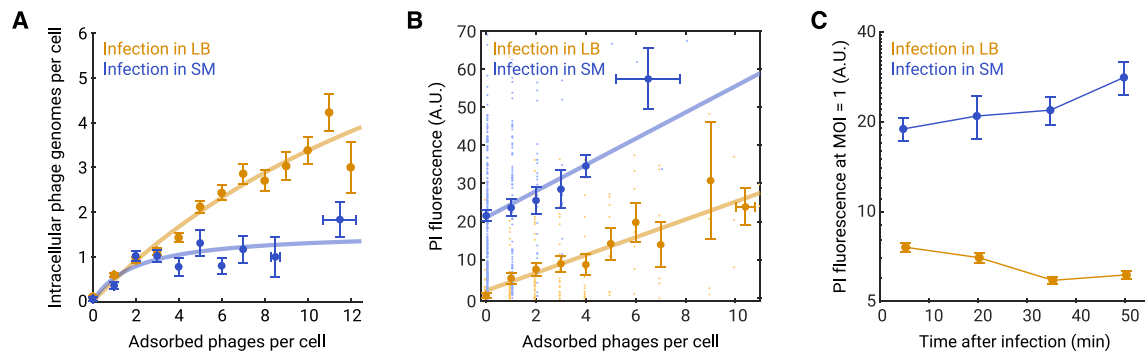 A
Infection in LB
Infection in SM
Intracellular phage genomes per cell
6
5
4
3
2
1
0
0 2 4 6 8 10 12
Adsorbed phages per cell
B
Infection in LB
Infection in SM
PI fluorescence (A.U.)
70
60
50
40
30
20
10
0
0 2 4 6 8 10
Adsorbed phages per cell
C
Infection in LB
Infection in SM
PI fluorescence at MOI = 1 (A.U.)
40
20
10
5
0 10 20 30 40 50
Time after infection (min)